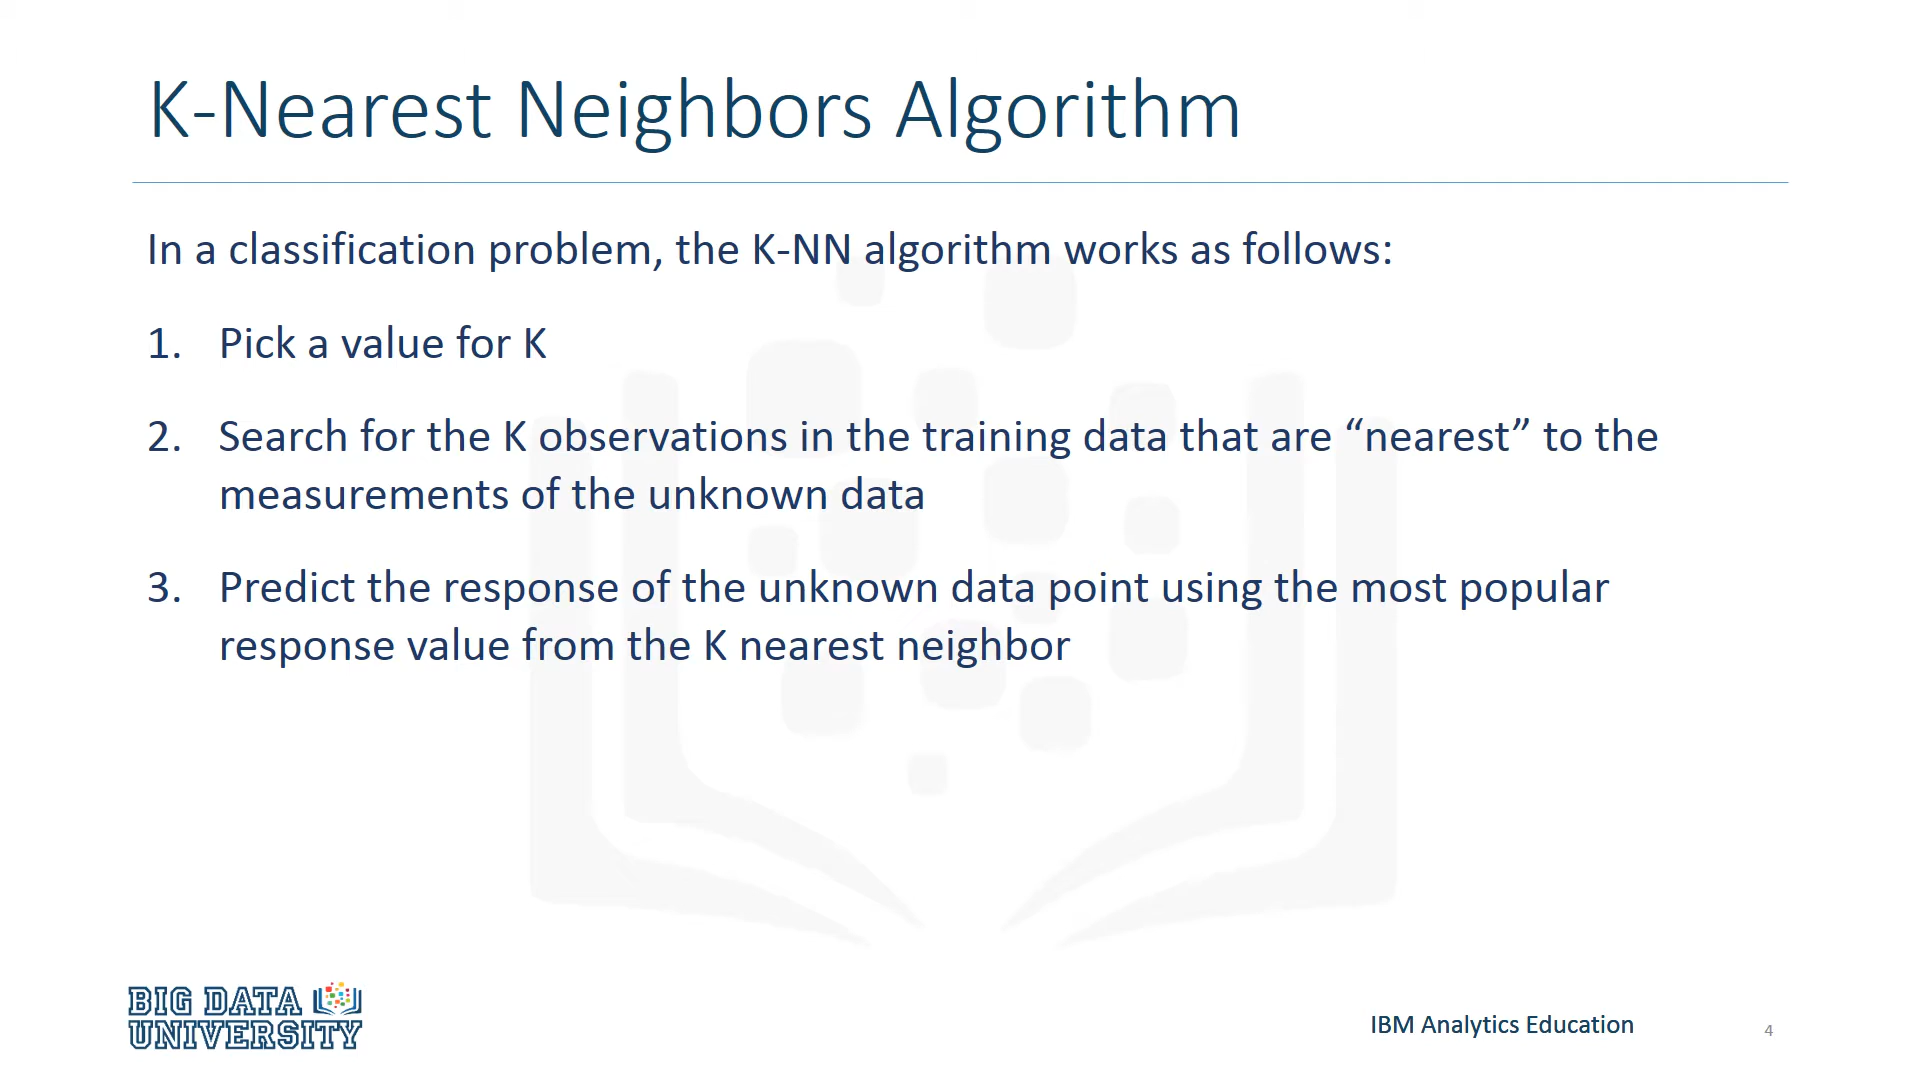 K-Nearest Neighbors Algorithm
In a classification problem, the K-NN algorithm works as follows:
1. Pick a value for K
2. Search for the K observations in the training data that are “nearest” to the
measurements of the unknown data
3. Predict the response of the unknown data point using the most popular
response value from the K nearest neighbor
BIG DATA
UNIVERSITY
IBM Analytics Education
4